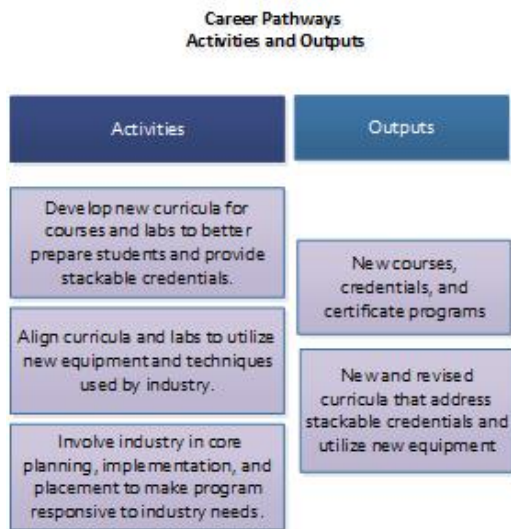 Career Pathways
Activities and Outputs
Activities
Outputs
Develop new curricula for
courses and labs to better
prepare students and provide
stackable credentials.
Align curricula and labs to utilize
new equipment and techniques
used by industry.
Involve industry in core
planning, implementation, and
placement to make program
responsive to industry needs.
New courses,
credentials, and
certificate programs
New and revised
curricula that address
stackable credentials and
utilize new equipment